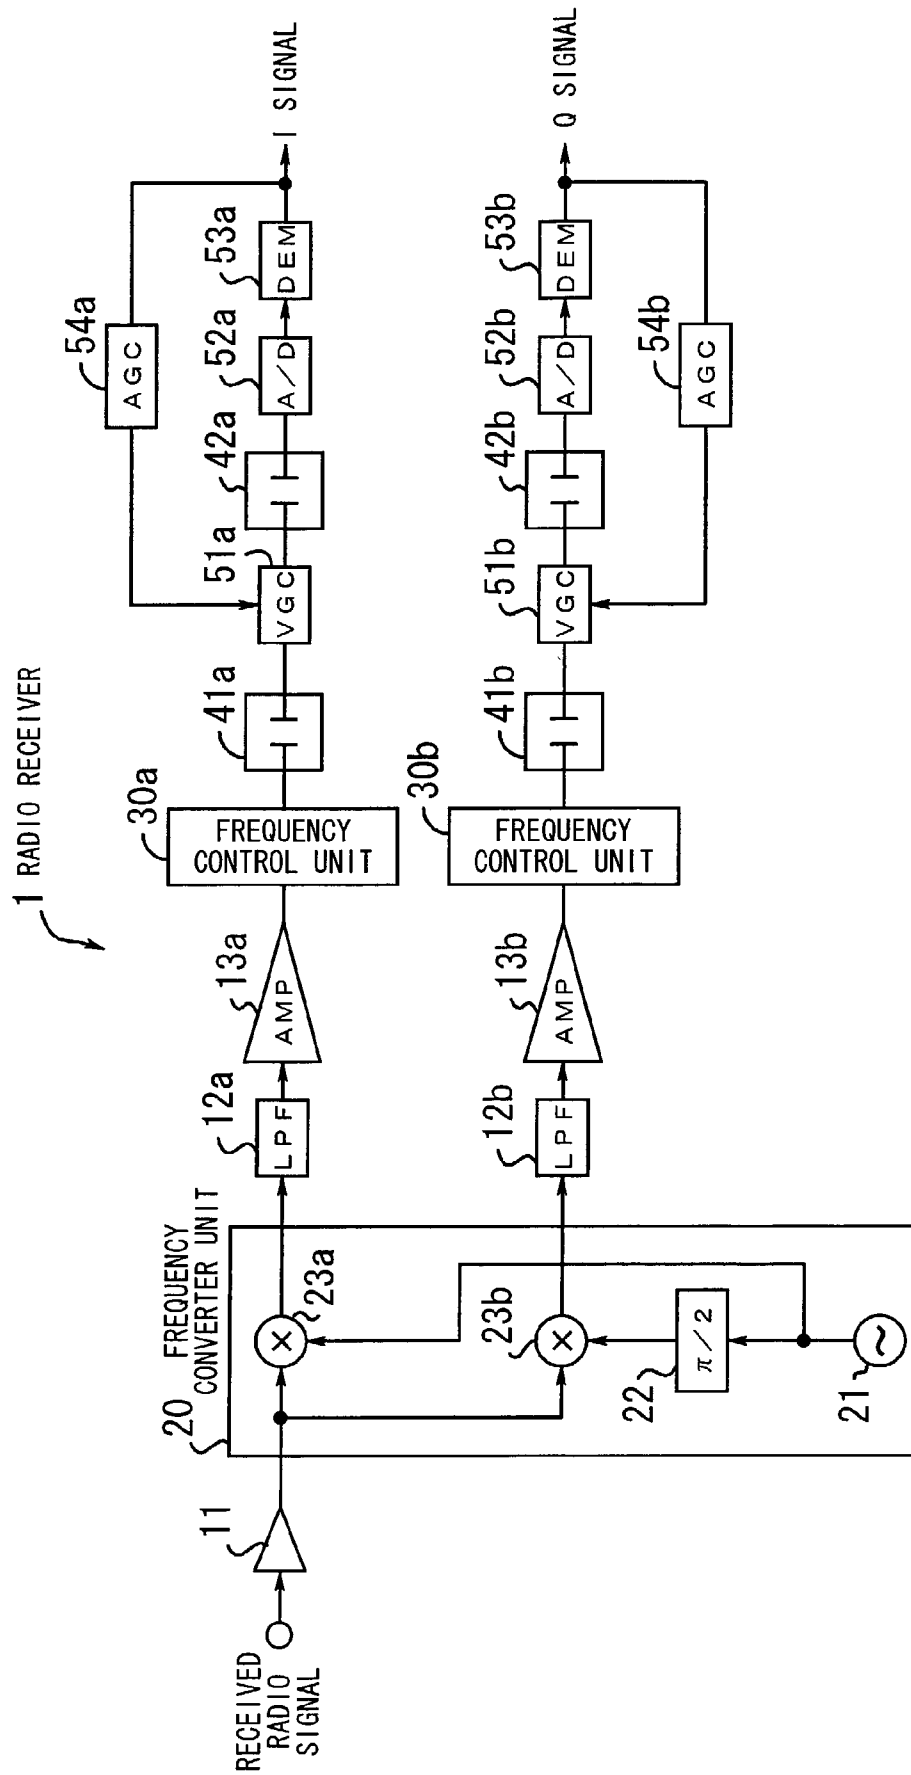 1 RADIO RECEIVER
RECEIVED
RADIO
SIGNAL
11
20
FREQUENCY
CONVERTER UNIT
23a
23b
22
π/2
21
12a
LPF
13a
AMP
30a
FREQUENCY
CONTROL UNIT
41a
51a
VGC
42a
52a
A/D
53a
DEM
54a
AGC
I SIGNAL
12b
LPF
13b
AMP
30b
FREQUENCY
CONTROL UNIT
41b
51b
VGC
42b
52b
A/D
53b
DEM
54b
AGC
Q SIGNAL